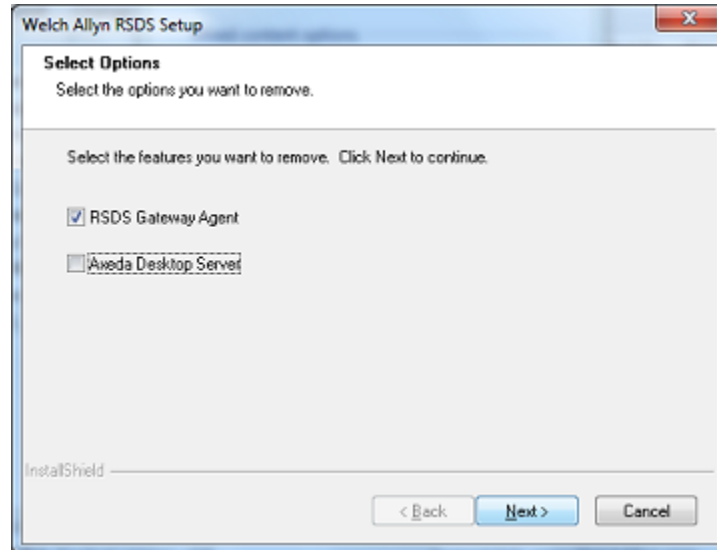 Welch Allyn RSDS Setup
Select Options
Select the options you want to remove.
Select the features you want to remove. Click Next to continue.
RSDS Gateway Agent
Axeda Desktop Server
InstallShield
< Back
Next >
Cancel